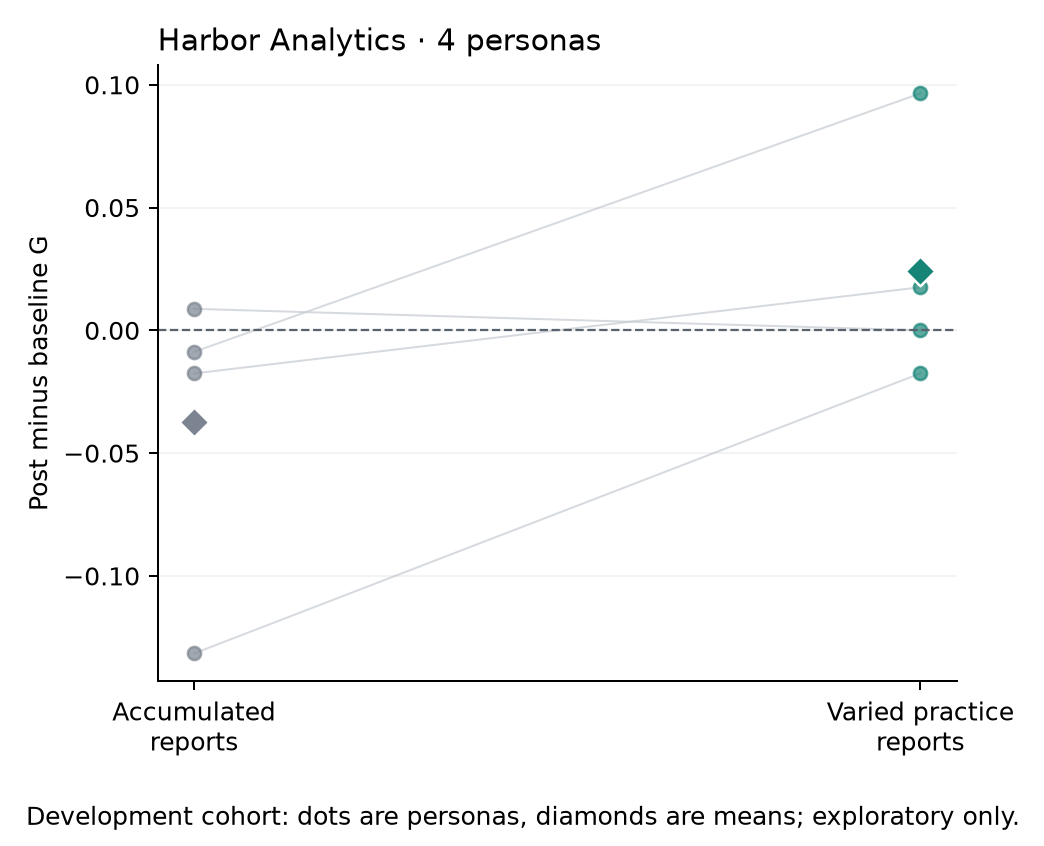 Harbor Analytics · 4 personas
0.10
0.05
0.00
−0.05
−0.10
Post minus baseline G
Accumulated
reports
Varied practice
reports
Development cohort: dots are personas, diamonds are means; exploratory only.